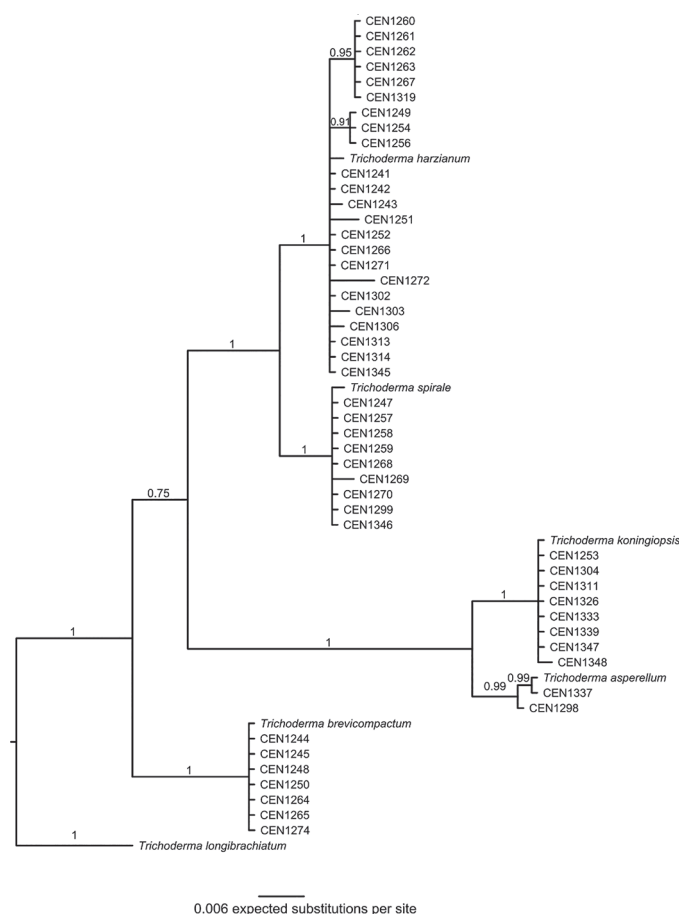 CEN1260
CEN1261
0.95
CEN1262
CEN1263
CEN1267
CEN1319
CEN1249
0.91
CEN1254
CEN1256
Trichoderma harzianum
CEN1241
CEN1242
CEN1243
CEN1251
1
CEN1252
CEN1266
CEN1271
CEN1272
CEN1302
CEN1303
CEN1306
1
CEN1313
CEN1314
CEN1345
Trichoderma spirale
CEN1247
CEN1257
CEN1258
1
CEN1259
CEN1268
CEN1269
0.75
CEN1270
CEN1299
CEN1346
Trichoderma koningiopsis
CEN1253
CEN1304
CEN1311
1
CEN1326
CEN1333
1
CEN1339
1
CEN1347
CEN1348
0.99
Trichoderma asperellum
0.99
CEN1337
CEN1298
Trichoderma brevicompactum
CEN1244
CEN1245
CEN1248
1
CEN1250
CEN1264
CEN1265
CEN1274
1
Trichoderma longibrachiatum
0.006 expected substitutions per site